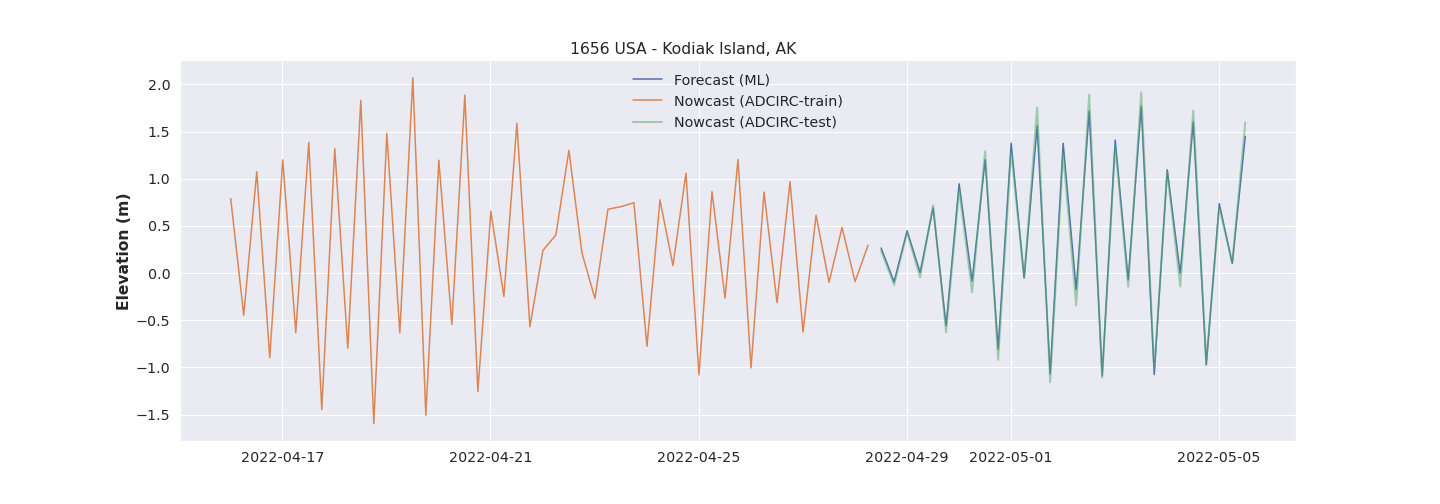 1656 USA - Kodiak Island, AK
Forecast (ML)
Nowcast (ADCIRC-train)
Nowcast (ADCIRC-test)
Elevation (m)
2.0
1.5
1.0
0.5
0.0
−0.5
−1.0
−1.5
2022-04-17 2022-04-21 2022-04-25 2022-04-29 2022-05-01 2022-05-05